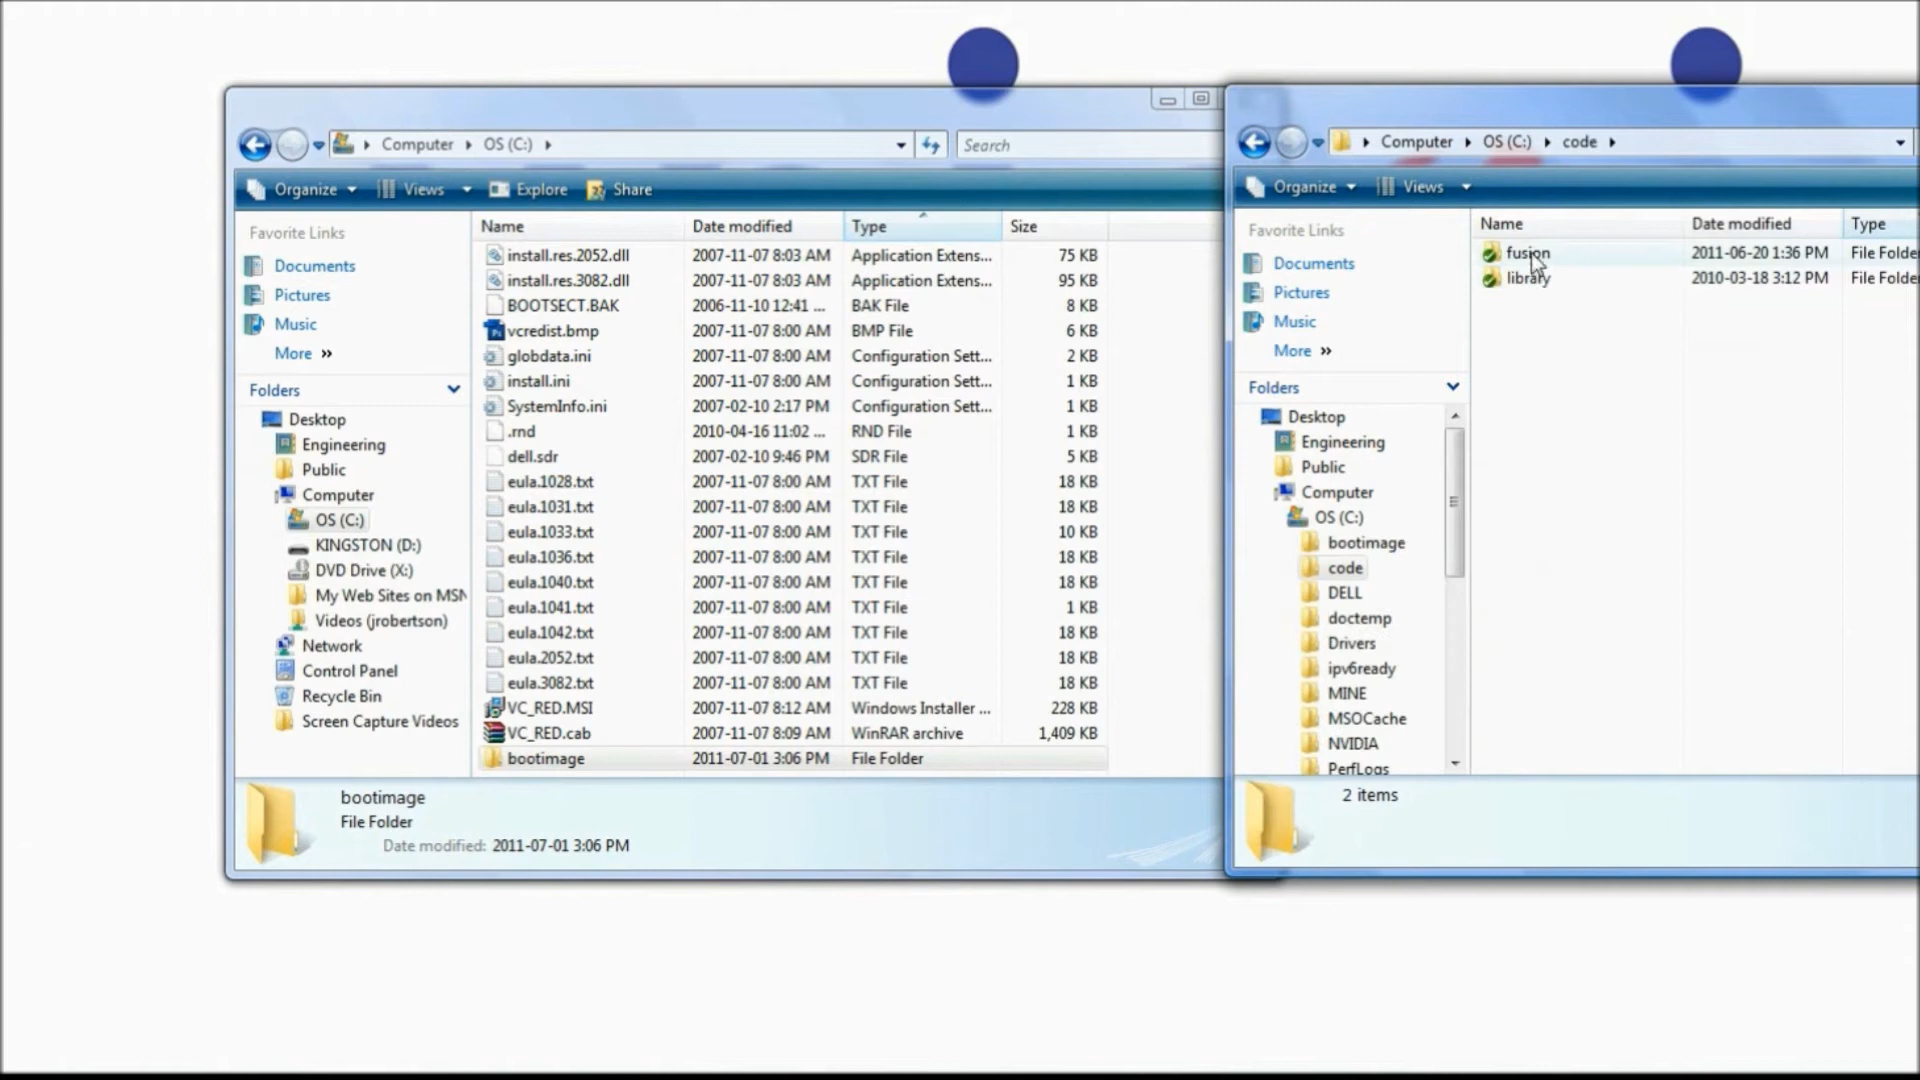 Computer OS (C:)
Search
Organize Views Explore Share
Favorite Links
Documents
Pictures
Music
More »
Folders
Desktop
Engineering
Public
Computer
OS (C:)
KINGSTON (D:)
DVD Drive (X:)
My Web Sites on MSN
Videos (jrobertson)
Network
Control Panel
Recycle Bin
Screen Capture Videos
Name Date modified Type Size
install.res.2052.dll 2007-11-07 8:03 AM Application Extens... 75 KB
install.res.3082.dll 2007-11-07 8:03 AM Application Extens... 95 KB
BOOTSECT.BAK 2006-11-10 12:41 ... BAK File 8 KB
vcredist.bmp 2007-11-07 8:00 AM BMP File 6 KB
globdata.ini 2007-11-07 8:00 AM Configuration Sett... 2 KB
install.ini 2007-11-07 8:00 AM Configuration Sett... 1 KB
SystemInfo.ini 2007-02-10 2:17 PM Configuration Sett... 1 KB
.rnd 2010-04-16 11:02 ... RND File 1 KB
dell.sdr 2007-02-10 9:46 PM SDR File 5 KB
eula.1028.txt 2007-11-07 8:00 AM TXT File 18 KB
eula.1031.txt 2007-11-07 8:00 AM TXT File 18 KB
eula.1033.txt 2007-11-07 8:00 AM TXT File 10 KB
eula.1036.txt 2007-11-07 8:00 AM TXT File 18 KB
eula.1040.txt 2007-11-07 8:00 AM TXT File 18 KB
eula.1041.txt 2007-11-07 8:00 AM TXT File 1 KB
eula.1042.txt 2007-11-07 8:00 AM TXT File 18 KB
eula.2052.txt 2007-11-07 8:00 AM TXT File 18 KB
eula.3082.txt 2007-11-07 8:00 AM TXT File 18 KB
VC_RED.MSI 2007-11-07 8:12 AM Windows Installer ... 228 KB
VC_RED.cab 2007-11-07 8:09 AM WinRAR archive 1,409 KB
bootimage 2011-07-01 3:06 PM File Folder
bootimage
File Folder
Date modified: 2011-07-01 3:06 PM
Computer OS (C:) code
Organize Views
Favorite Links
Documents
Pictures
Music
More »
Folders
Desktop
Engineering
Public
Computer
OS (C:)
bootimage
code
DELL
doctemp
Drivers
ipv6ready
MINE
MSOCache
NVIDIA
PerfLogs
Name Date modified Type
fusion 2011-06-20 1:36 PM File Folde
library 2010-03-18 3:12 PM File Folde
2 items